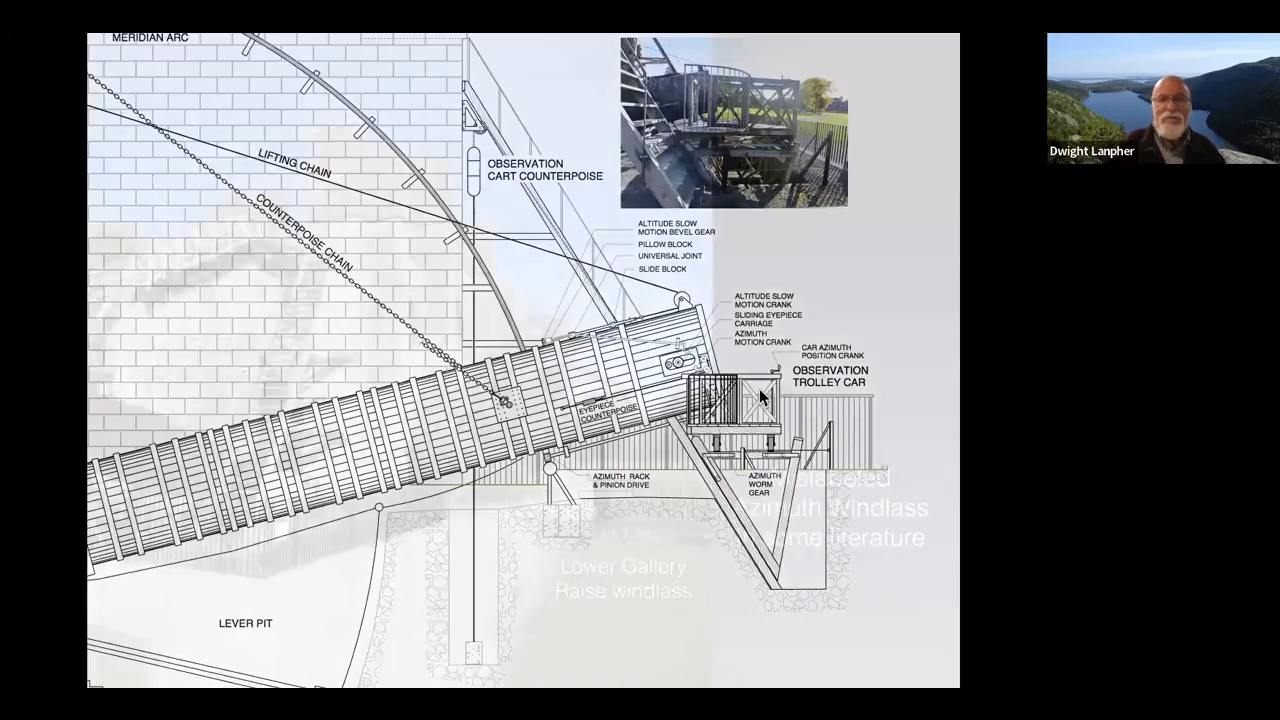 MERIDIAN ARC
LIFTING CHAIN
COUNTERPOISE CHAIN
OBSERVATION
CART COUNTERPOISE
ALTITUDE SLOW
MOTION BEVEL GEAR
PILLOW BLOCK
UNIVERSAL JOINT
SLIDE BLOCK
ALTITUDE SLOW
MOTION CRANK
SLIDING EYEPIECE
CARRIAGE
AZIMUTH
MOTION CRANK
CAR AZIMUTH
POSITION CRANK
OBSERVATION
TROLLEY CAR
EYEPIECE
COUNTERPOISE
AZIMUTH RACK
& PINION DRIVE
AZIMUTH
WORM
GEAR
Azimuth Windlass
literature
Lower Gallery
Raise windlass
LEVER PIT
Dwight Lanpher